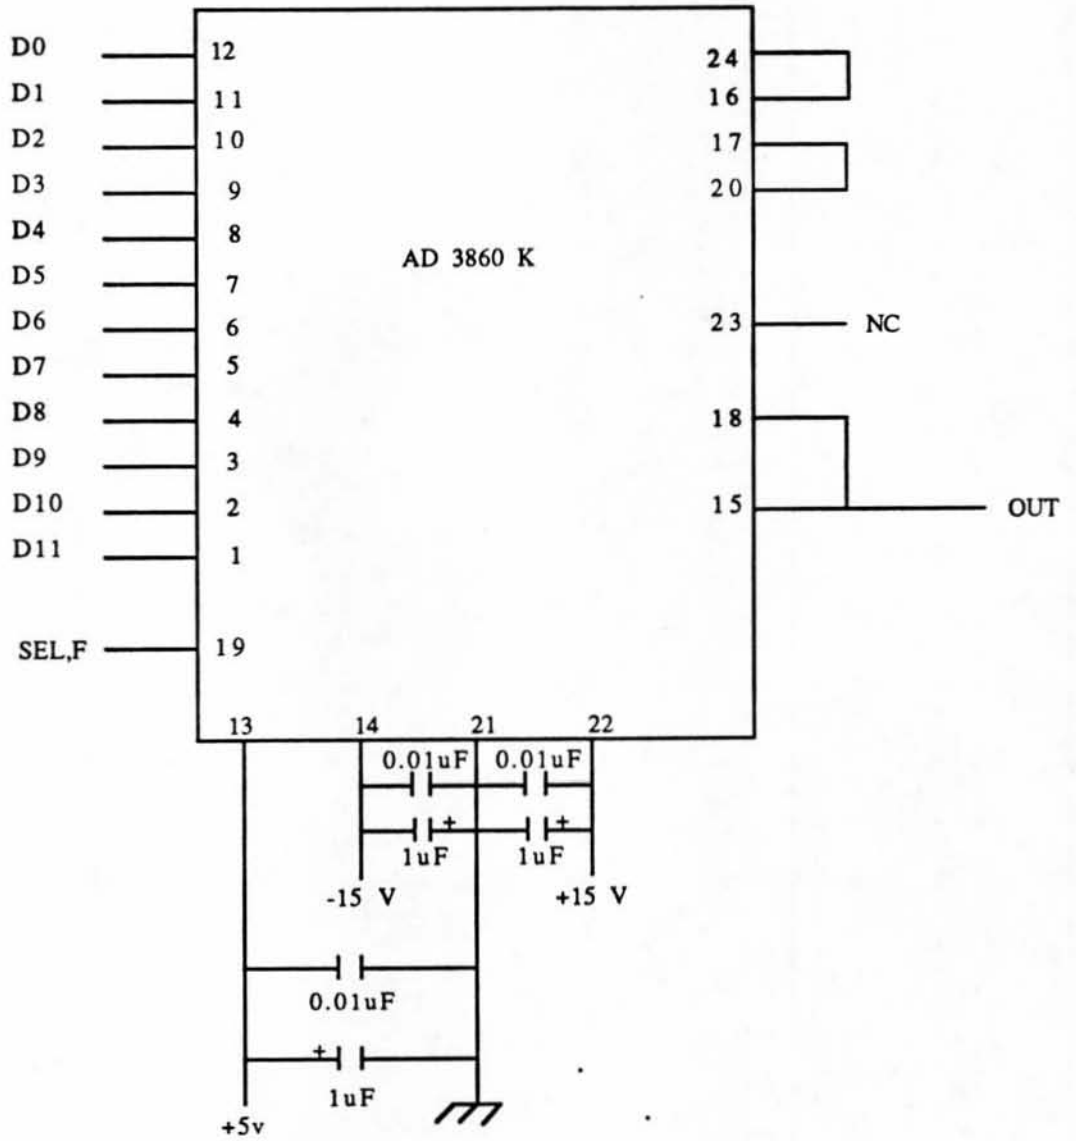 D0 12 24
D1 11 16
D2 10 17
D3 9 20
D4 8
AD 3860 K
D5 7
D6 6 23 NC
D7 5
D8 4 18
D9 3
D10 2 15 OUT
D11 1
SEL,F 19
13 14 21 22
0.01uF 0.01uF
+ +
1uF 1uF
-15 V +15 V
0.01uF
+
1uF
+5v